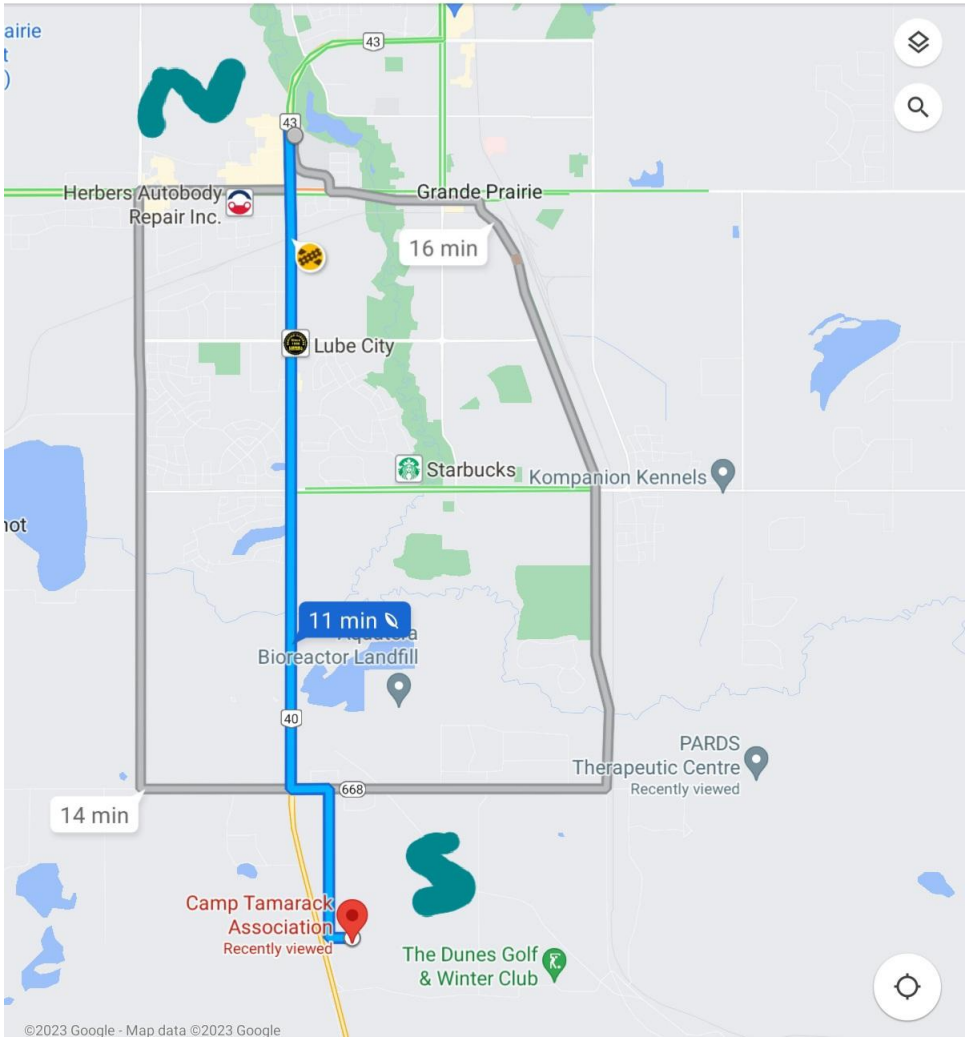 airie
t
)
43
N
43
Herbers Autobody
Repair Inc.
Grande Prairie
16 min
Lube City
Starbucks
Kompanion Kennels
not
11 min
Bioreactor Landfill
40
PARDS
Therapeutic Centre
Recently viewed
668
14 min
S
Camp Tamarack
Association
Recently viewed
The Dunes Golf
& Winter Club
©2023 Google - Map data ©2023 Google